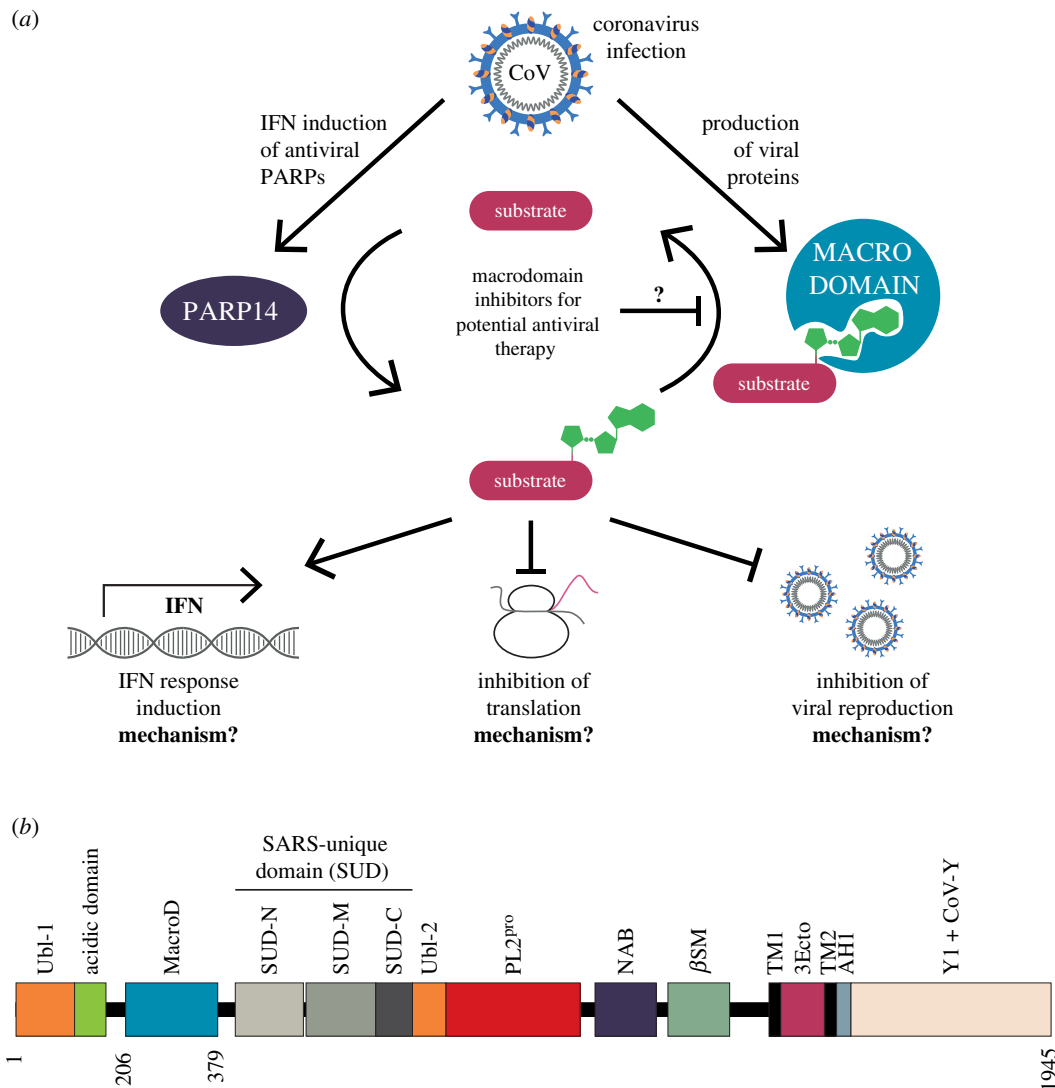 (a)
coronavirus
infection
CoV
IFN induction
of antiviral
PARPs
production
of viral
proteins
substrate
MACRO
DOMAIN
PARP14
macrodomain
inhibitors for
potential antiviral
therapy
?
substrate
substrate
IFN
IFN response
induction
mechanism?
inhibition of
translation
mechanism?
inhibition of
viral reproduction
mechanism?
(b)
SARS-unique
domain (SUD)
Ubl-1
acidic domain
MacroD
SUD-N
SUD-M
SUD-C
Ubl-2
PL2pro
NAB
βSM
TM1
3Ecto
TM2
AH1
Y1 + CoV-Y
1
206
379
1945